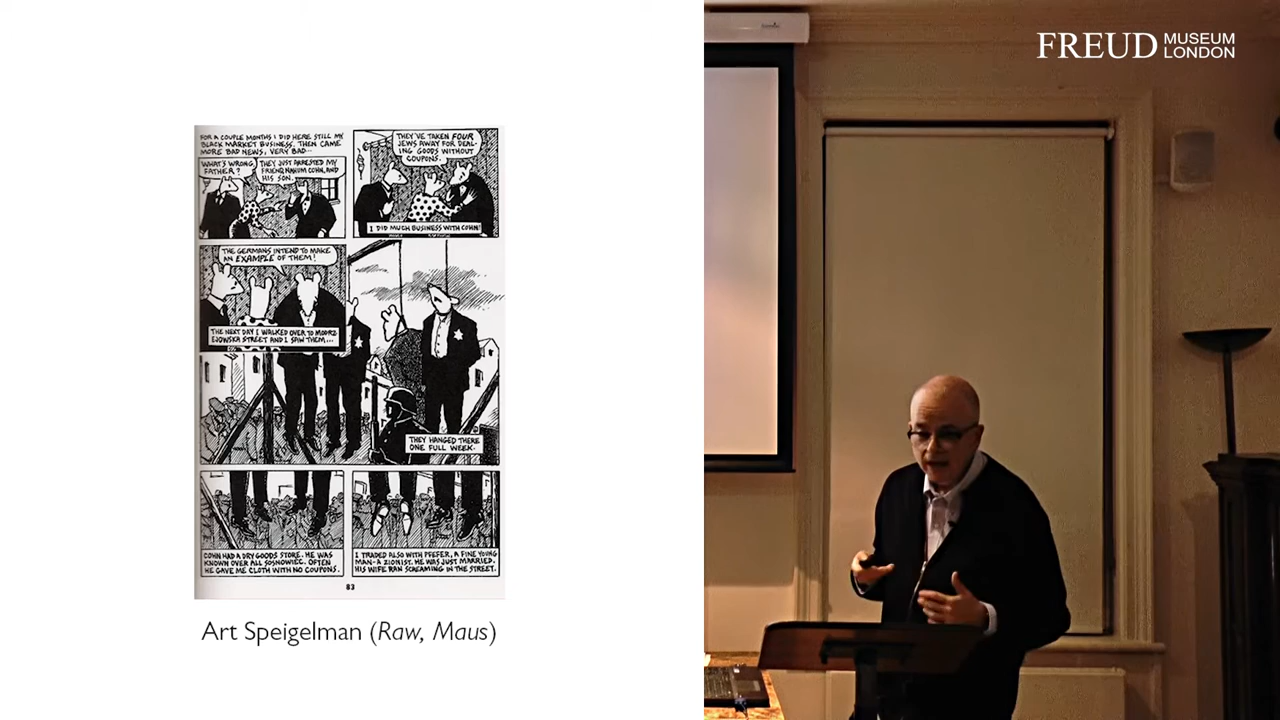 FOR A COUPLE MONTHS I DID HERE STILL MY
BLACK MARKET BUSINESS. THEN CAME
MORE BAD NEWS, VERY BAD...
WHAT'S WRONG,
FATHER?
THEY JUST ARRESTED MY
FRIEND NAHUM COHN, AND
HIS SON.
THEY'VE TAKEN FOUR
JEWS AWAY FOR DEAL-
ING GOODS WITHOUT
COUPONS.
I DID MUCH BUSINESS WITH COHN!
THE GERMANS INTEND TO MAKE
AN EXAMPLE OF THEM!
THE NEXT DAY I WALKED OVER TO MODRZ-
EJOWSKA STREET AND I SAW THEM...
THEY HANGED THERE
ONE FULL WEEK.
COHN HAD A DRY GOODS STORE. HE WAS
KNOWN OVER ALL SOSNOWIEC. OFTEN
HE GAVE ME CLOTH WITH NO COUPONS.
I TRADED ALSO WITH PFEFER, A FINE YOUNG
MAN-A ZIONIST. HE WAS JUST MARRIED.
HIS WIFE RAN SCREAMING IN THE STREET.
83
Art Speigelman (Raw, Maus)
FREUD MUSEUM
LONDON